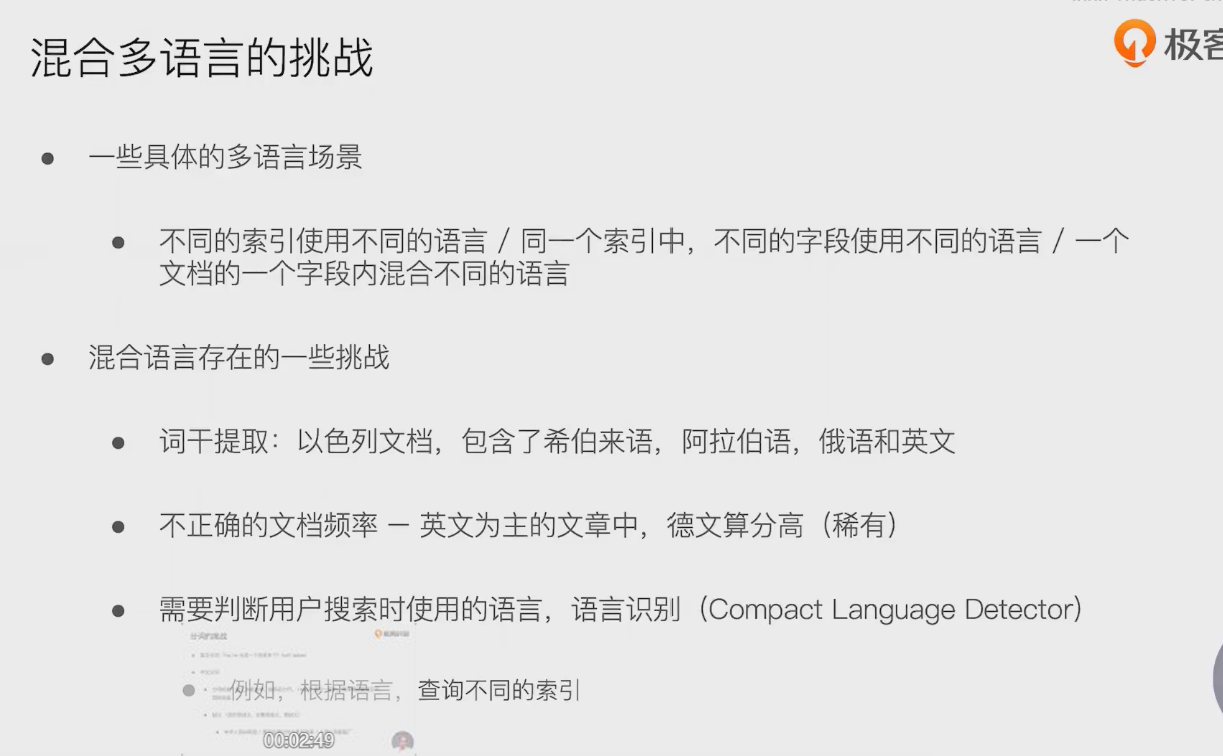 混合多语言的挑战
极客
一些具体的多语言场景
不同的索引使用不同的语言 / 同一个索引中，不同的字段使用不同的语言 / 一个
文档的一个字段内混合不同的语言
混合语言存在的一些挑战
词干提取：以色列文档，包含了希伯来语，阿拉伯语，俄语和英文
不正确的文档频率 – 英文为主的文章中，德文算分高（稀有）
需要判断用户搜索时使用的语言，语言识别（Compact Language Detector）
例如，根据语言，查询不同的索引
00:02:49